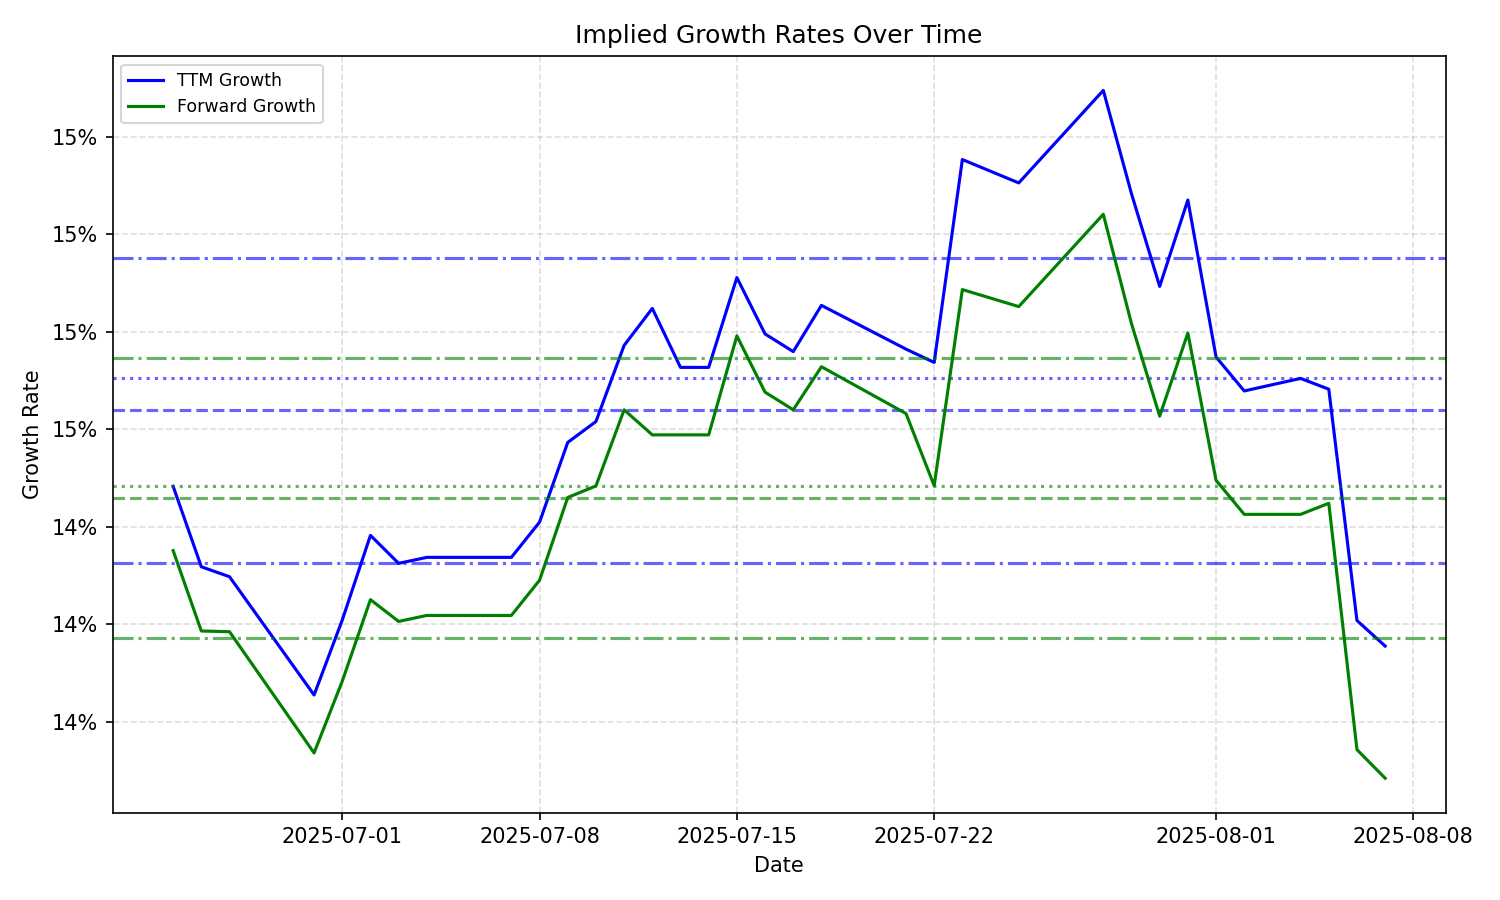 Implied Growth Rates Over Time
TTM Growth
Forward Growth
15%
15%
15%
15%
14%
14%
14%
Growth Rate
2025-07-01
2025-07-08
2025-07-15
2025-07-22
2025-08-01
2025-08-08
Date